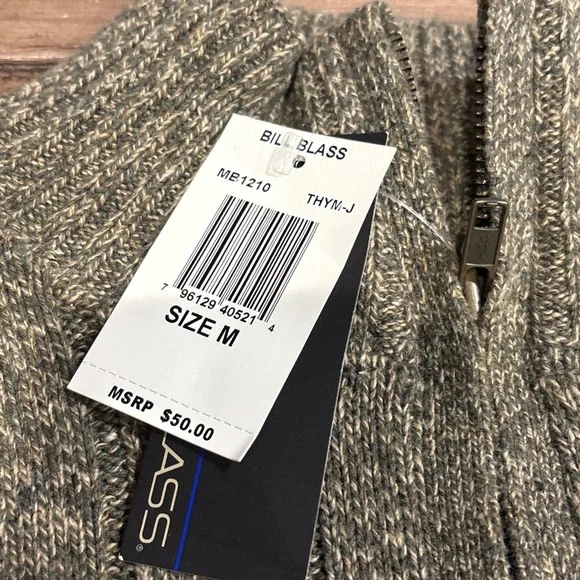 BILL BLASS
MB1210 THYM-J
7 96129 40521 4
SIZE M
MSRP $50.00
LASS®